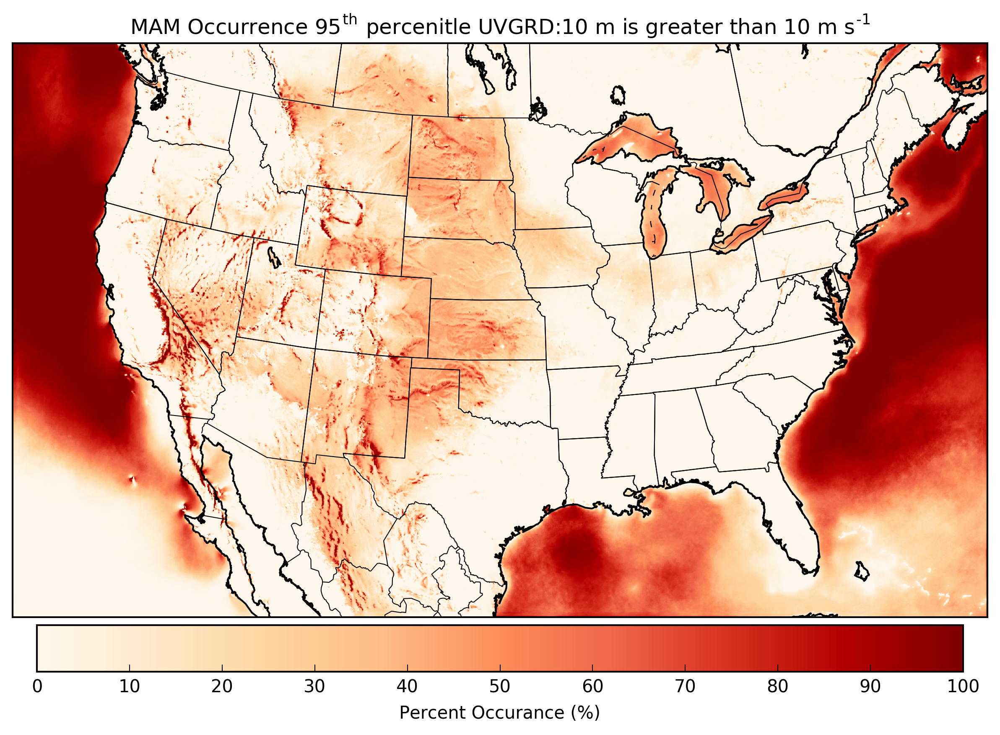 MAM Occurrence 95th percenitle UVGRD:10 m is greater than 10 m s-1
0 10 20 30 40 50 60 70 80 90 100
Percent Occurance (%)